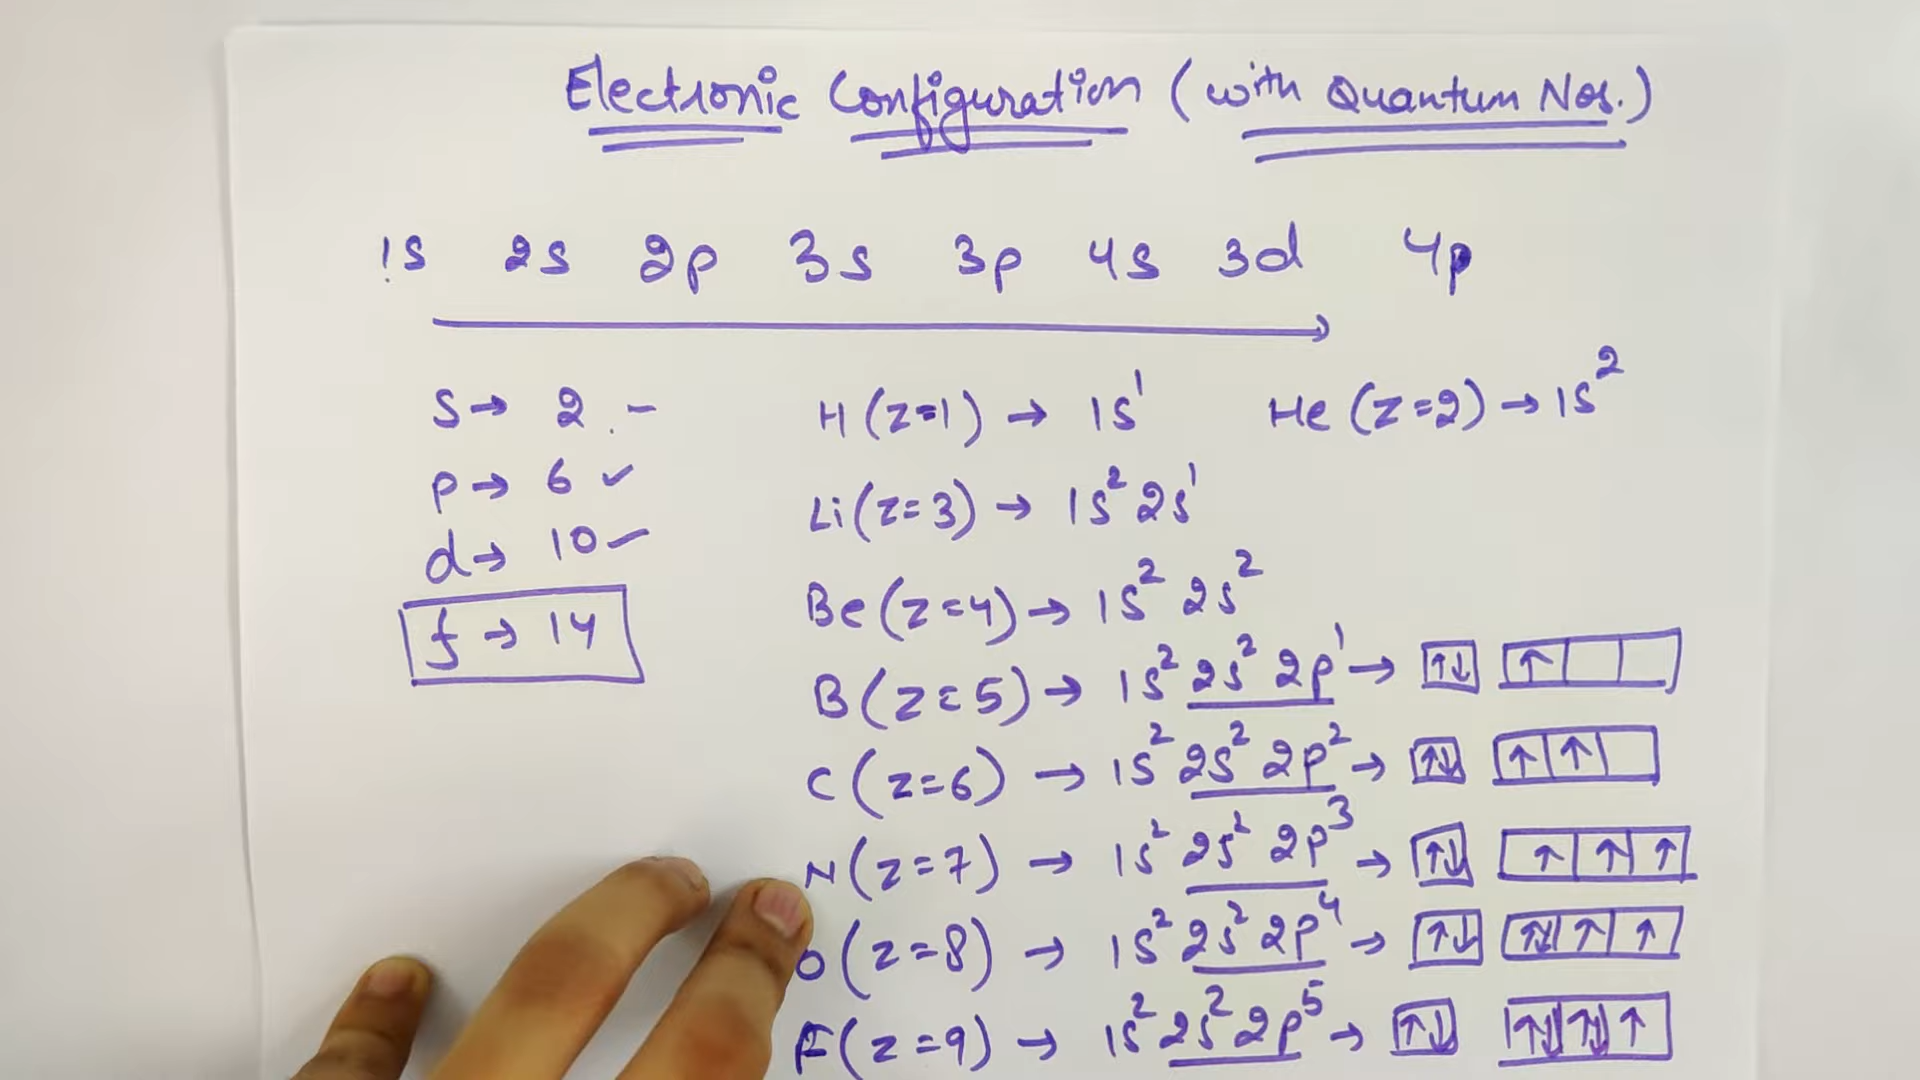 Electronic Configuration (with Quantum Nos.)
1s 2s 2p 3s 3p 4s 3d 4p
s → 2
p → 6 ✓
d → 10
f → 14
H (z=1) → 1s¹
He (z=2) → 1s²
Li (z=3) → 1s² 2s¹
Be (z=4) → 1s² 2s²
B (z=5) → 1s² 2s² 2p¹ → ↑↓ ↑
C (z=6) → 1s² 2s² 2p² → ↑↓ ↑ ↑
N (z=7) → 1s² 2s² 2p³ → ↑↓ ↑ ↑ ↑
O (z=8) → 1s² 2s² 2p⁴ → ↑↓ ↑↓ ↑ ↑
F (z=9) → 1s² 2s² 2p⁵ → ↑↓ ↑↓ ↑↓ ↑